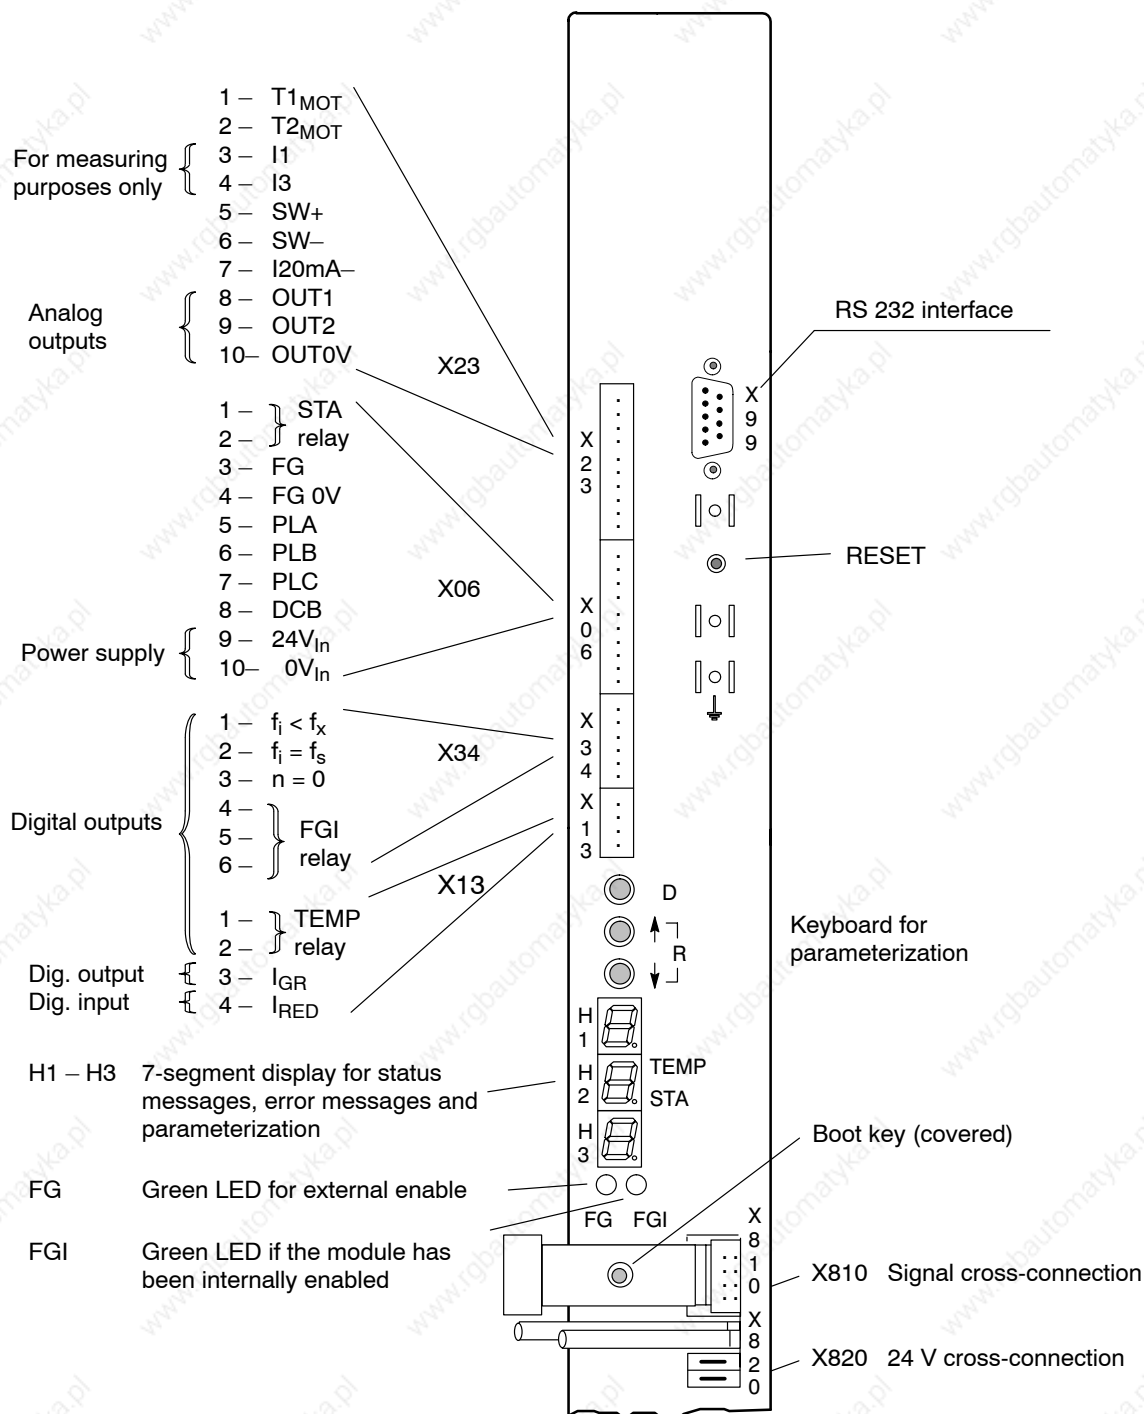 1 – T1MOT
2 – T2MOT
For measuring
purposes only
3 – I1
4 – I3
5 – SW+
6 – SW–
7 – I20mA–
Analog
outputs
8 – OUT1
9 – OUT2
10– OUT0V
X23
1 –
2 –
STA
relay
3 – FG
4 – FG 0V
5 – PLA
6 – PLB
7 – PLC
8 – DCB
X06
Power supply
9 – 24VIn
10– 0VIn
Digital outputs
1 – fi < fx
2 – fi = fs
3 – n = 0
X34
4 –
5 –
6 –
FGI
relay
X13
1 –
2 –
TEMP
relay
Dig. output
3 – IGR
Dig. input
4 – IRED
H1 – H3 7-segment display for status
messages, error messages and
parameterization
FG Green LED for external enable
FGI Green LED if the module has
been internally enabled
X23
X06
X34
X13
RS 232 interface
X99
RESET
D
R
Keyboard for
parameterization
H1
H2
H3
TEMP
STA
Boot key (covered)
FG FGI
X810
X810 Signal cross-connection
X820
X820 24 V cross-connection
www.rgbautomatyka.pl